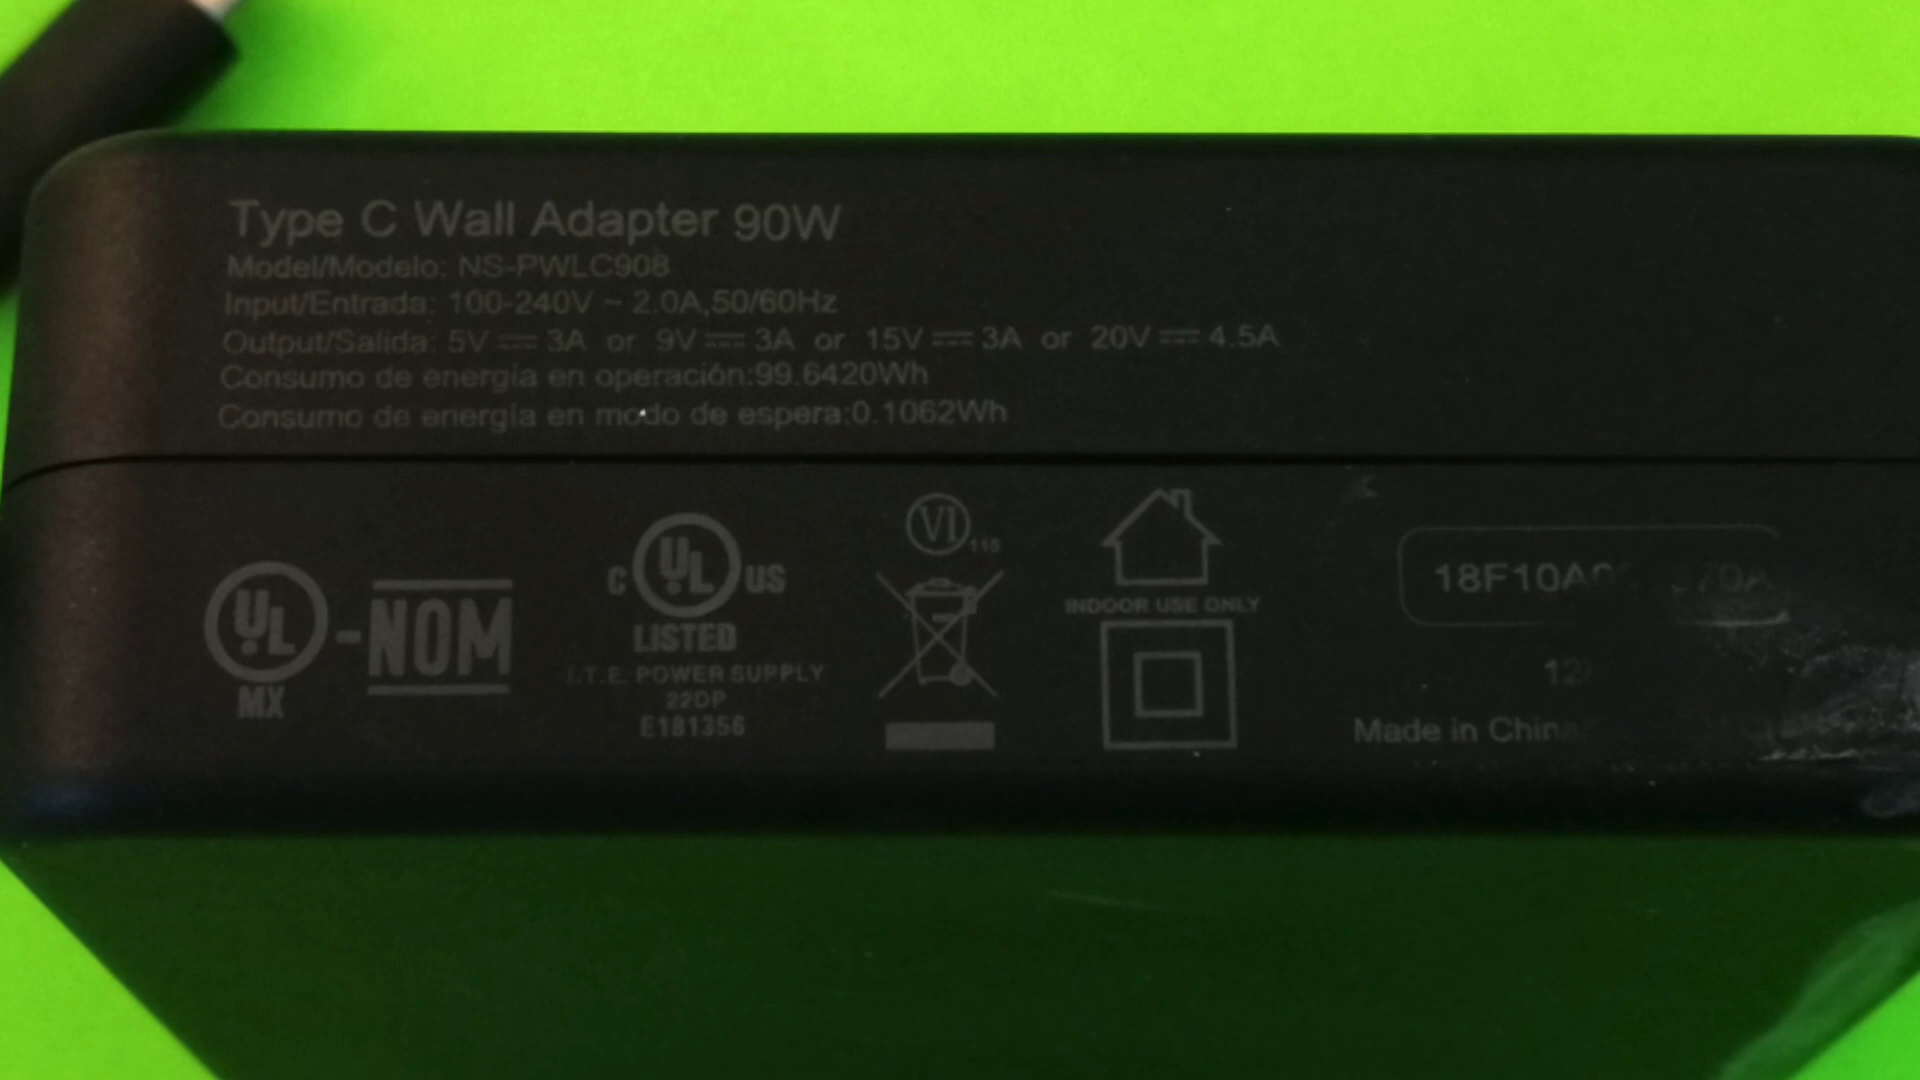 Type C Wall Adapter 90W
Model/Modelo: NS-PWLC908
Input/Entrada: 100-240V ~ 2.0A,50/60Hz
Output/Salida: 5V ⎓ 3A or 9V ⎓ 3A or 15V ⎓ 3A or 20V ⎓ 4.5A
Consumo de energía en operación:99.6420Wh
Consumo de energía en modo de espera:0.1062Wh
UL -NOM
MX
C UL US
LISTED
I.T.E. POWER SUPPLY
22DP
E181356
VI 115
INDOOR USE ONLY
Made in China